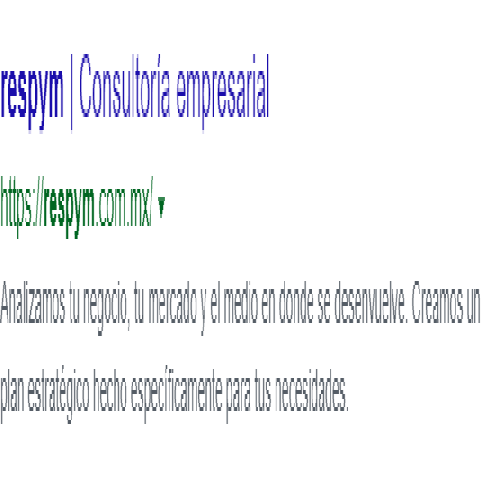 respym | Consultoría empresarial
https://respym.com.mx/ ▾
Analizamos tu negocio, tu mercado y el medio en donde se desenvuelve. Creamos un
plan estratégico hecho específicamente para tus necesidades.